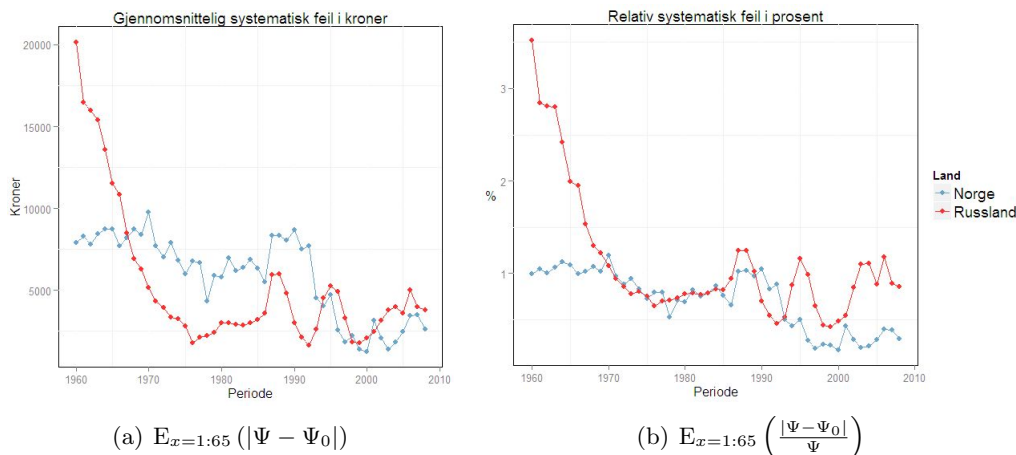 Gjennomsnittelig systematisk feil i kroner
20000
15000
10000
5000
Kroner
1960 1970 1980 1990 2000 2010
Periode
(a) E_{x=1:65} (|Ψ − Ψ_0|)
Relativ systematisk feil i prosent
3
2
1
%
1960 1970 1980 1990 2000 2010
Periode
(b) E_{x=1:65} (|Ψ−Ψ_0|/Ψ)
Land
Norge
Russland